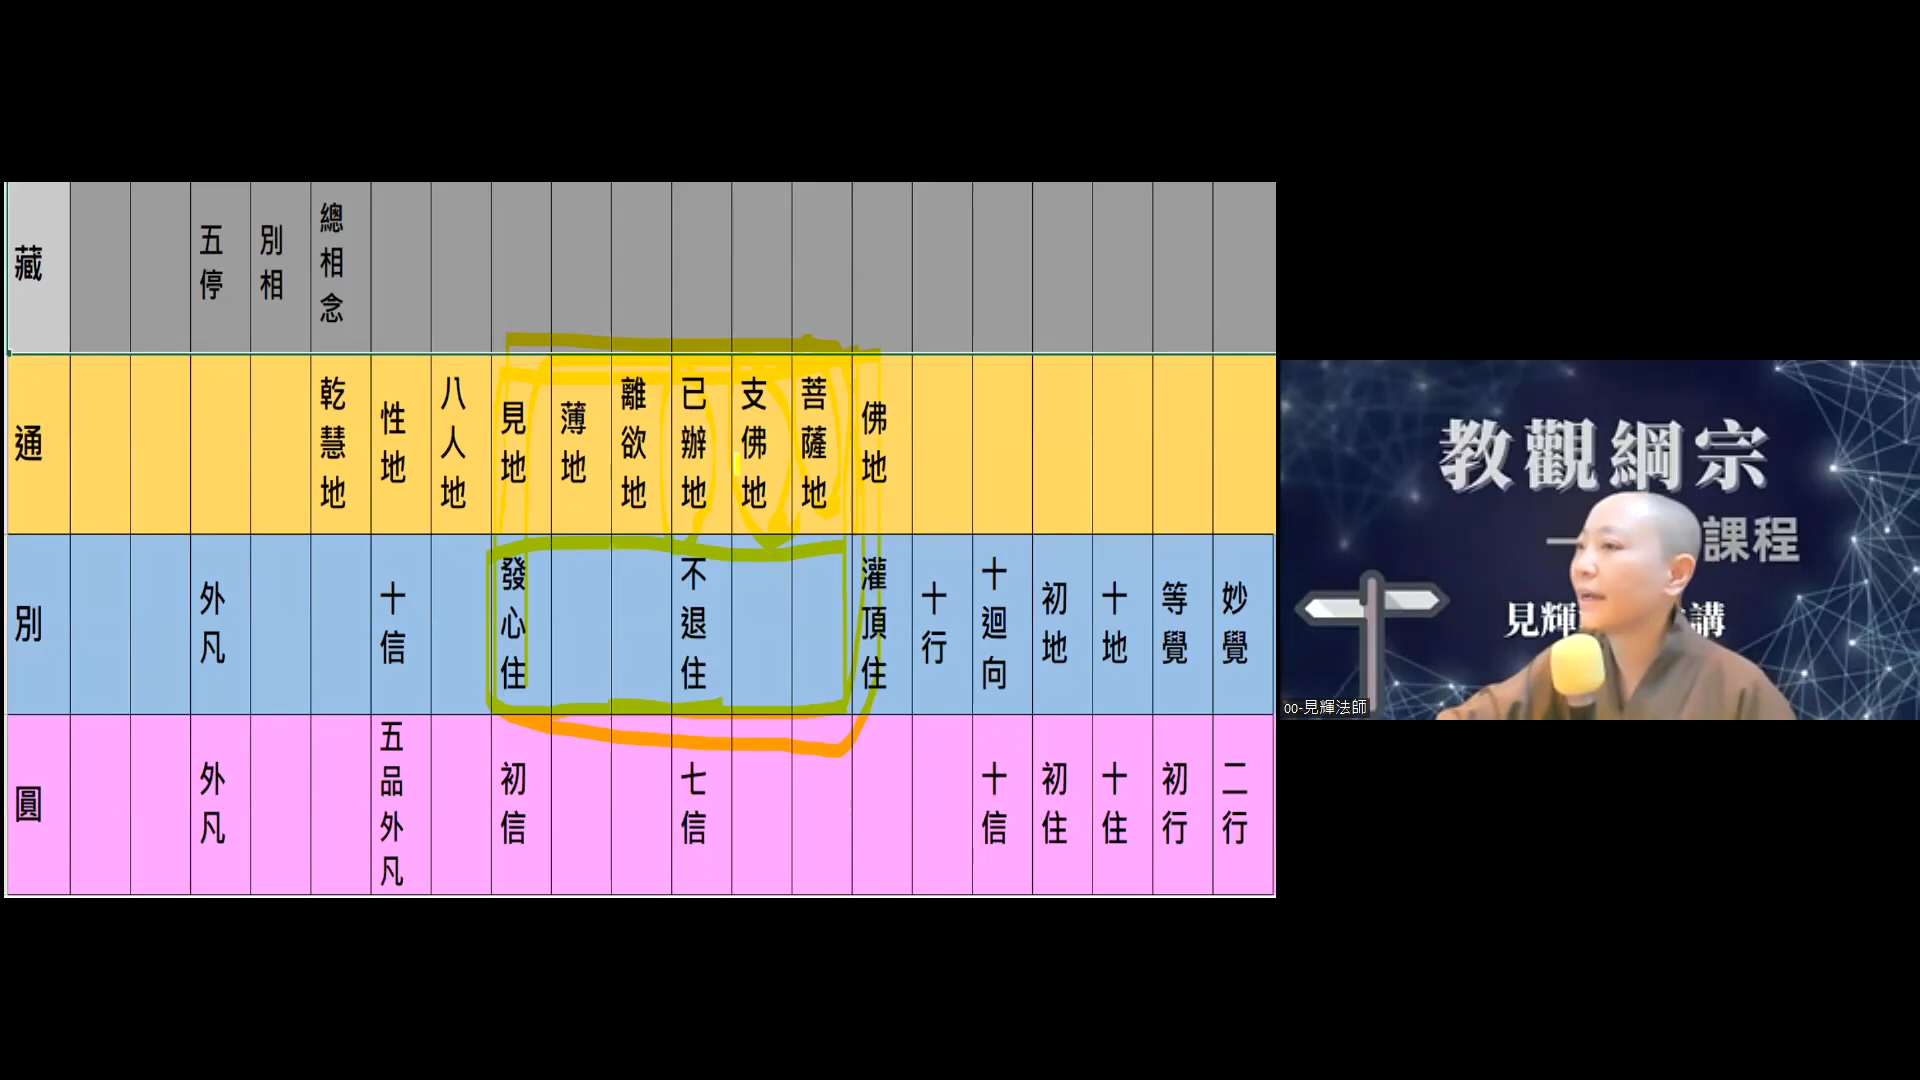 藏 五停 別相 總相念
通 乾慧地 性地 八人地 見地 薄地 離欲地 已辦地 支佛地 菩薩地 佛地
別 外凡 十信 發心住 不退住 灌頂住 十行 十迴向 初地 十地 等覺 妙覺
圓 外凡 五品外凡 初信 七信 十信 初住 十住 初行 二行
教觀綱宗
一 課程
見輝 講
oo-見輝法師